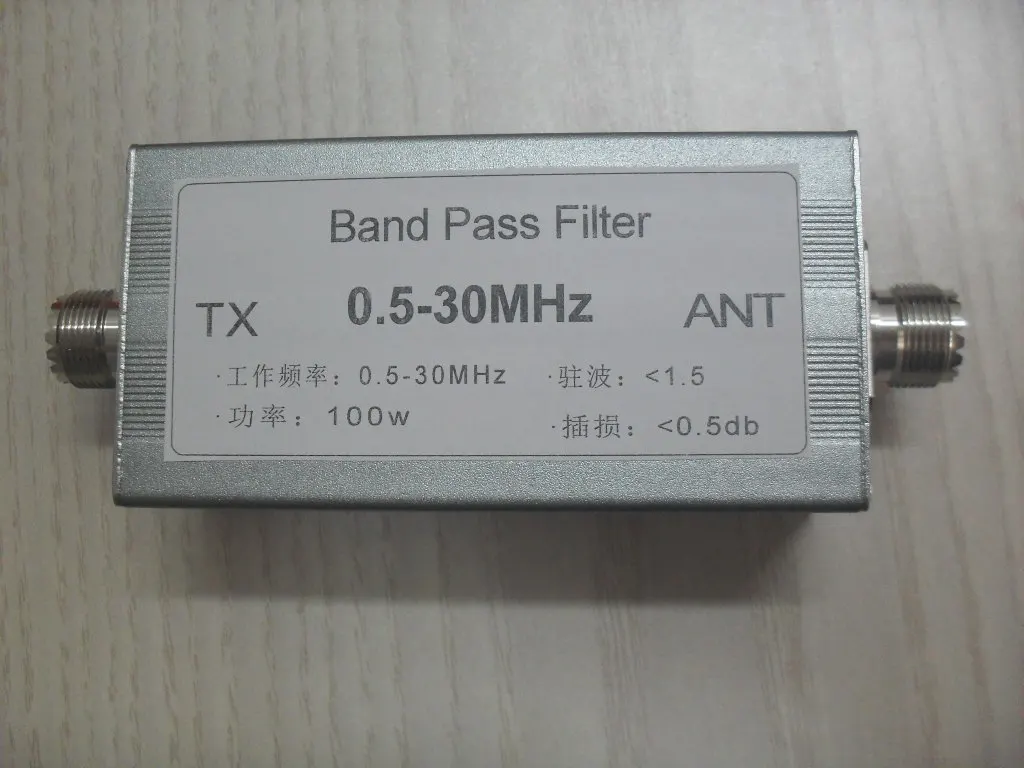 Band Pass Filter
TX 0.5-30MHz ANT
·工作频率：0.5-30MHz ·驻波：<1.5
·功率：100w ·插损：<0.5db